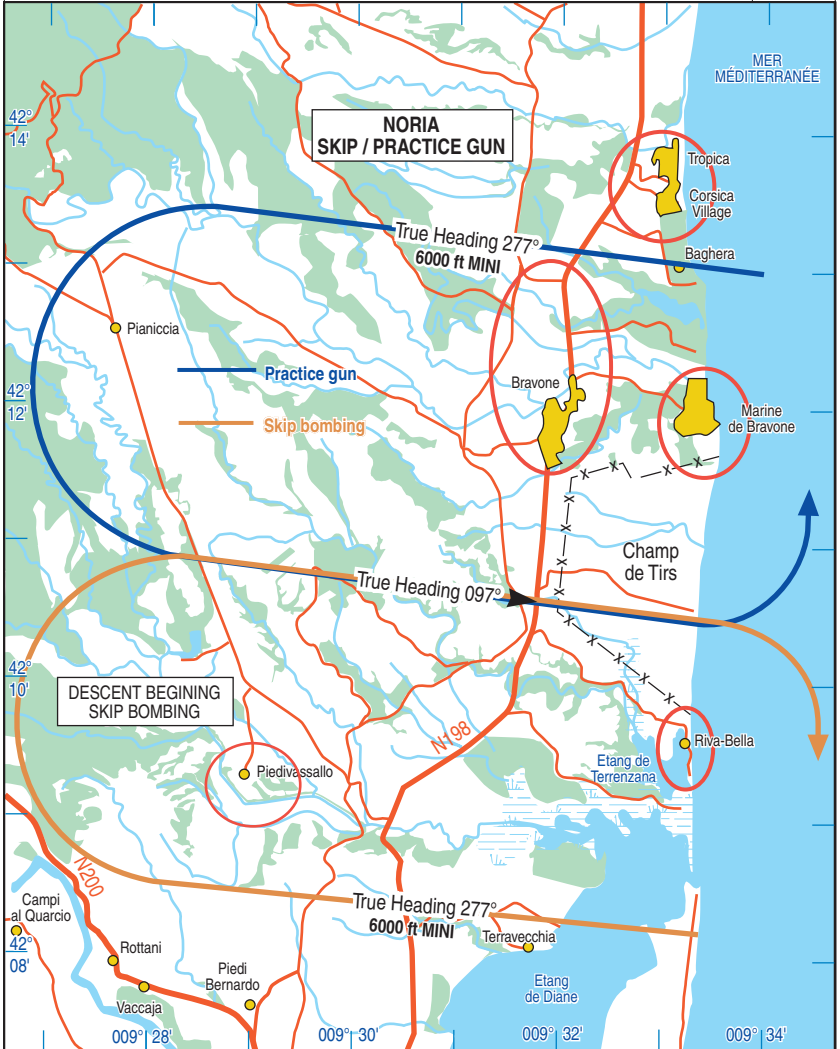 MER
MÉDITERRANÉE
42°
14'
NORIA
SKIP / PRACTICE GUN
Tropica
Corsica
Village
True Heading 277°
6000 ft MINI
Baghera
Pianiccia
Practice gun
Bravone
42°
12'
Skip bombing
Marine
de Bravone
Champ
de Tirs
True Heading 097°
42°
10'
DESCENT BEGINING
SKIP BOMBING
N198
Riva-Bella
Piedivassallo
Etang de
Terrenzana
N200
Campi
al Quarcio
True Heading 277°
6000 ft MINI
Terravecchia
42°
08'
Rottani
Piedi
Bernardo
Etang
de Diane
Vaccaja
009° 28'
009° 30'
009° 32'
009° 34'